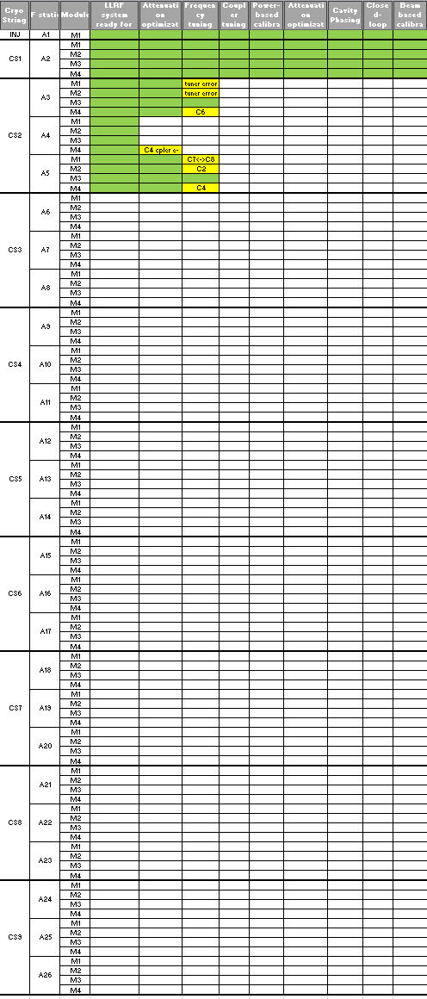 Cryo String F static Module LLRF system ready for Attenuati on optimizat Frequen cy tuning Coupl er tuning Power- based calibra Attenuati on optimizat Cavity Phasing Close d- loop Beam based calibra
INJ A1 M1
CS1 A2 M1
M2
M3
M4
CS2 A3 M1 tuner error
M2 tuner error
M3
M4 C6
A4 M1
M2
M3
M4 C4 cpler e-
A5 M1 C7<->C8
M2 C2
M3
M4 C4
CS3 A6 M1
M2
M3
M4
A7 M1
M2
M3
M4
A8 M1
M2
M3
M4
CS4 A9 M1
M2
M3
M4
A10 M1
M2
M3
M4
A11 M1
M2
M3
M4
CS5 A12 M1
M2
M3
M4
A13 M1
M2
M3
M4
A14 M1
M2
M3
M4
CS6 A15 M1
M2
M3
M4
A16 M1
M2
M3
M4
A17 M1
M2
M3
M4
CS7 A18 M1
M2
M3
M4
A19 M1
M2
M3
M4
A20 M1
M2
M3
M4
CS8 A21 M1
M2
M3
M4
A22 M1
M2
M3
M4
A23 M1
M2
M3
M4
CS9 A24 M1
M2
M3
M4
A25 M1
M2
M3
M4
A26 M1
M2
M3
M4